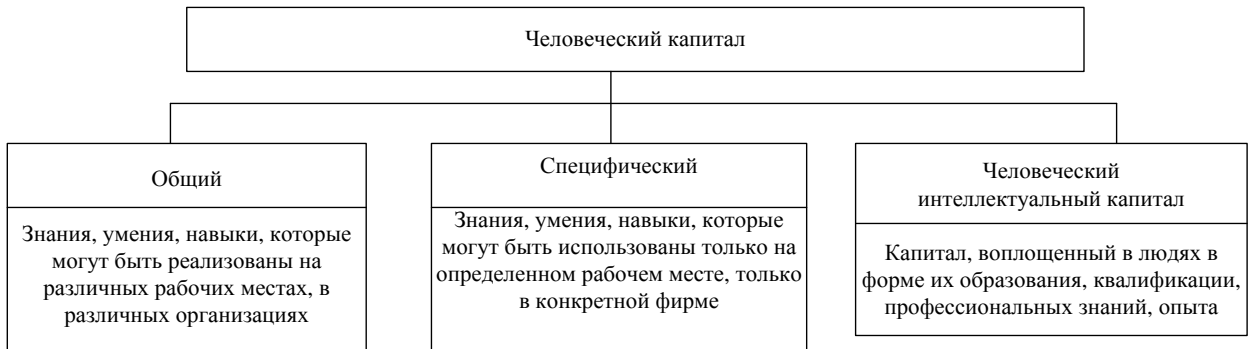 Человеческий капитал
Общий
Знания, умения, навыки, которые
могут быть реализованы на
различных рабочих местах, в
различных организациях
Специфический
Знания, умения, навыки, которые
могут быть использованы только на
определенном рабочем месте, только
в конкретной фирме
Человеческий
интеллектуальный капитал
Капитал, воплощенный в людях в
форме их образования, квалификации,
профессиональных знаний, опыта